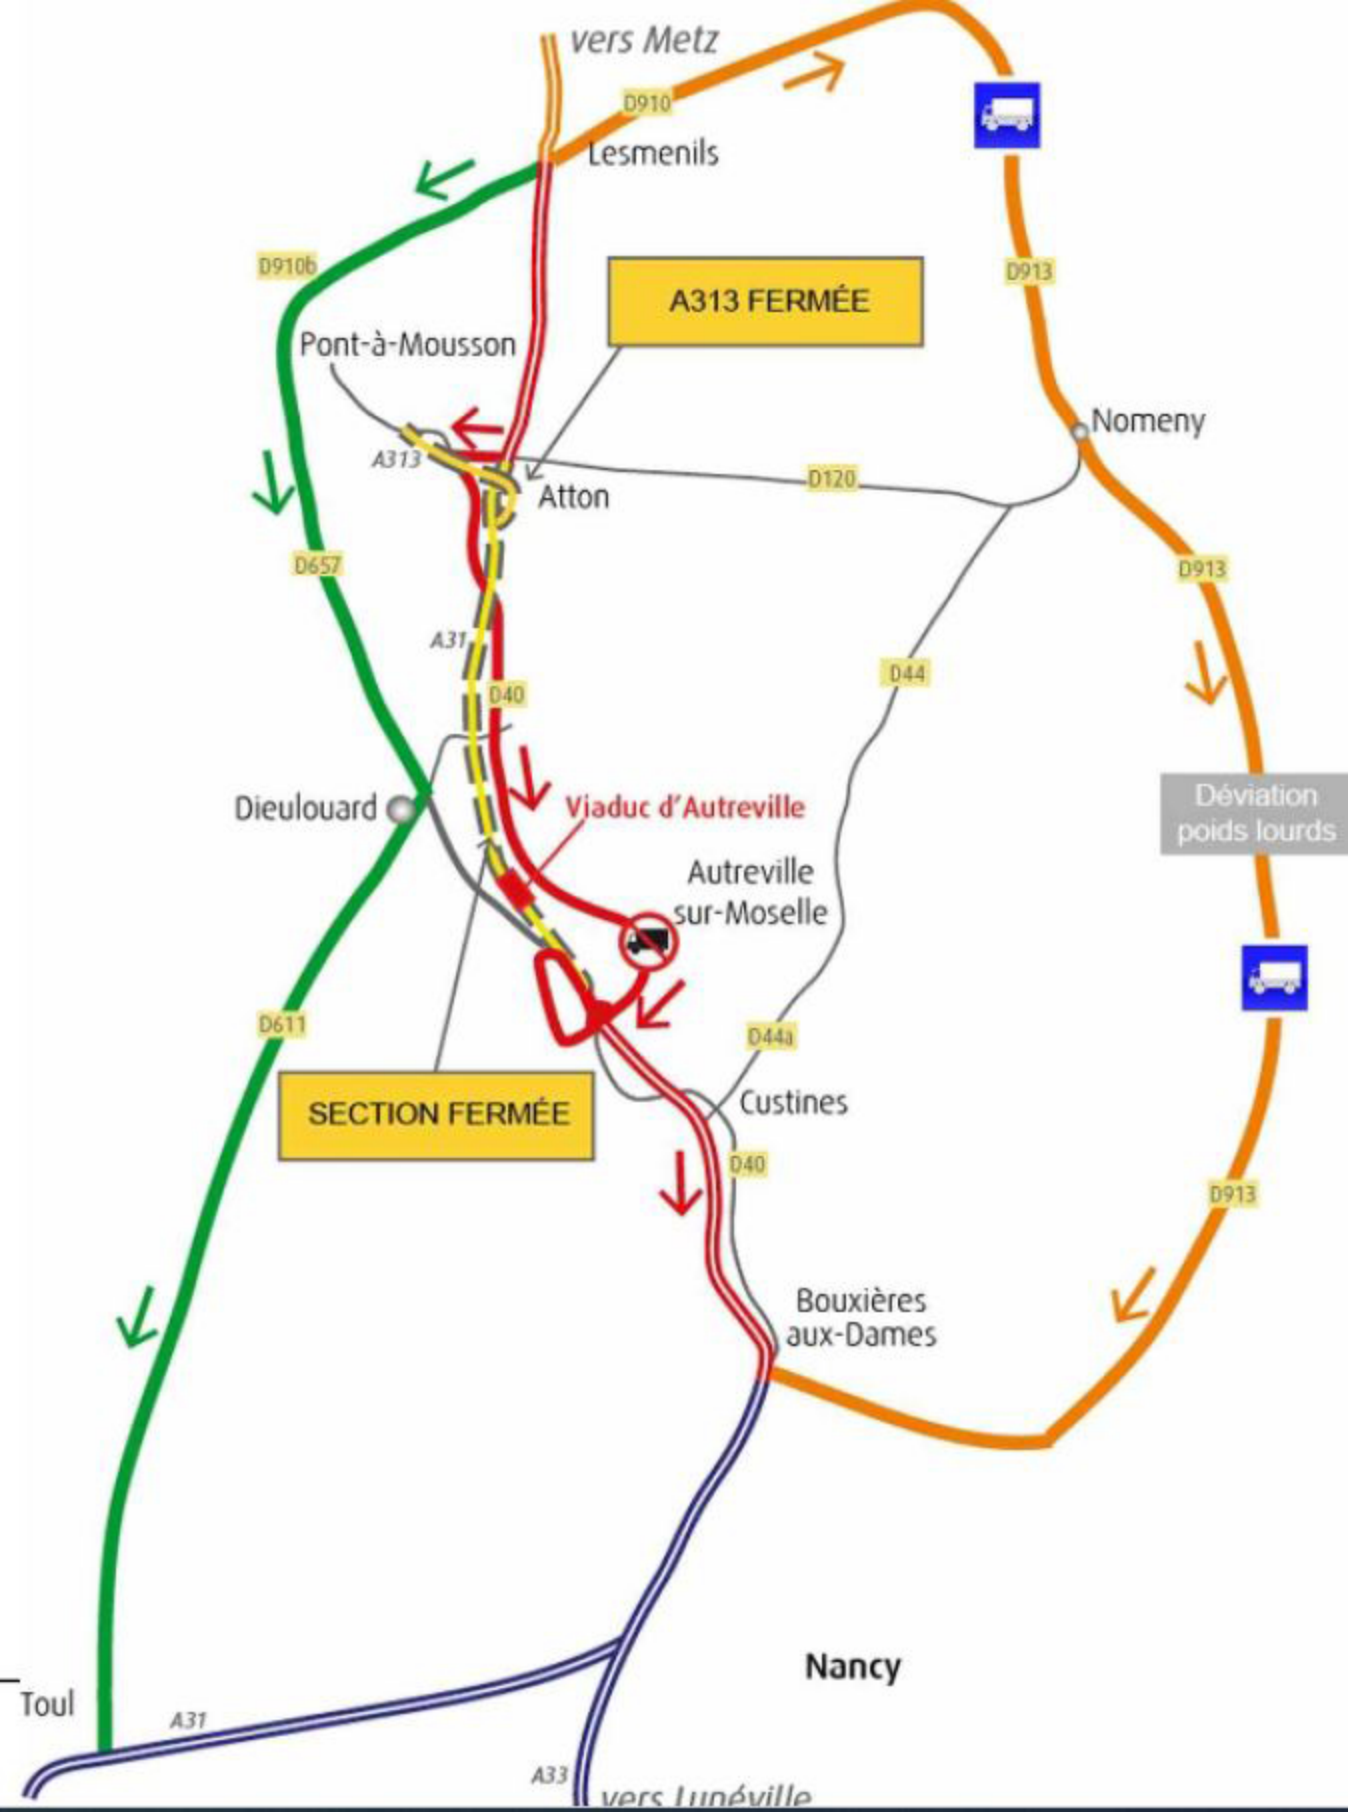 vers Metz
D910
Lesmenils
D910b
D913
A313 FERMÉE
Pont-à-Mousson
Nomeny
A313
D120
Atton
D657
D913
A31
D44
D40
Déviation
poids lourds
Dieulouard
Viaduc d'Autreville
Autreville
sur-Moselle
D611
D44a
SECTION FERMÉE
Custines
D40
D913
Bouxières
aux-Dames
Nancy
Toul
A31
A33
vers Lunéville